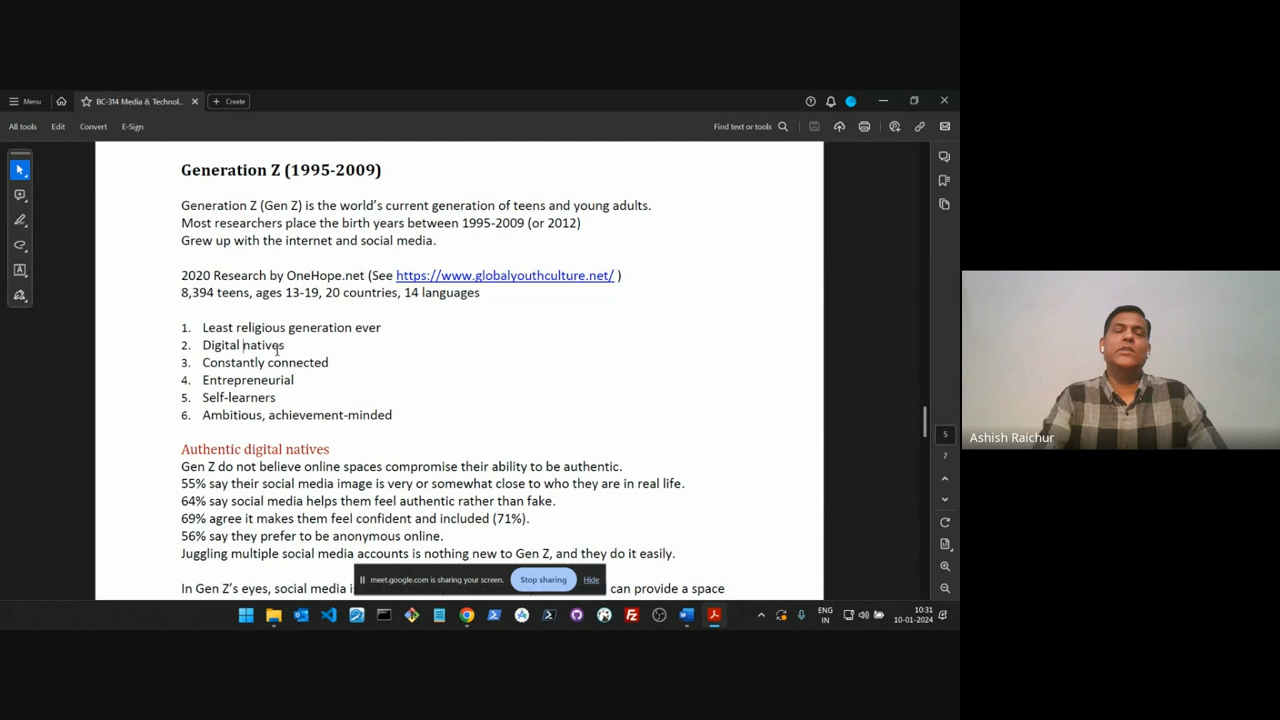 Menu
BC-314 Media & Technol...
Create
All tools
Edit
Convert
E-Sign
Find text or tools
Generation Z (1995-2009)
Generation Z (Gen Z) is the world's current generation of teens and young adults.
Most researchers place the birth years between 1995-2009 (or 2012)
Grew up with the internet and social media.
2020 Research by OneHope.net (See https://www.globalyouthculture.net/ )
8,394 teens, ages 13-19, 20 countries, 14 languages
1. Least religious generation ever
2. Digital natives
3. Constantly connected
4. Entrepreneurial
5. Self-learners
6. Ambitious, achievement-minded
Authentic digital natives
Gen Z do not believe online spaces compromise their ability to be authentic.
55% say their social media image is very or somewhat close to who they are in real life.
64% say social media helps them feel authentic rather than fake.
69% agree it makes them feel confident and included (71%).
56% say they prefer to be anonymous online.
Juggling multiple social media accounts is nothing new to Gen Z, and they do it easily.
In Gen Z's eyes, social media i
can provide a space
meet.google.com is sharing your screen.
Stop sharing
Hide
5
7
ENG
IN
10:31
10-01-2024
Ashish Raichur